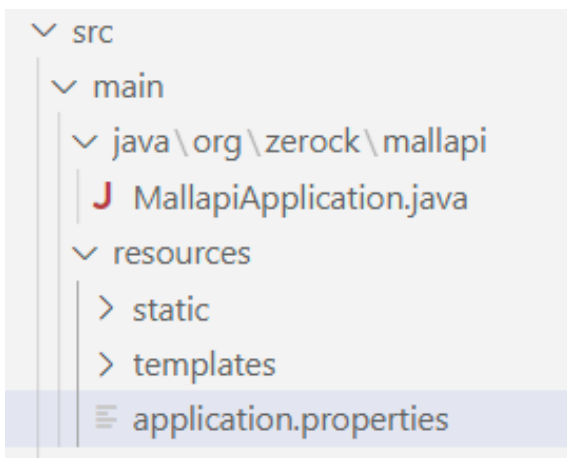 src
main
java\org\zerock\mallapi
J MallapiApplication.java
resources
static
templates
application.properties